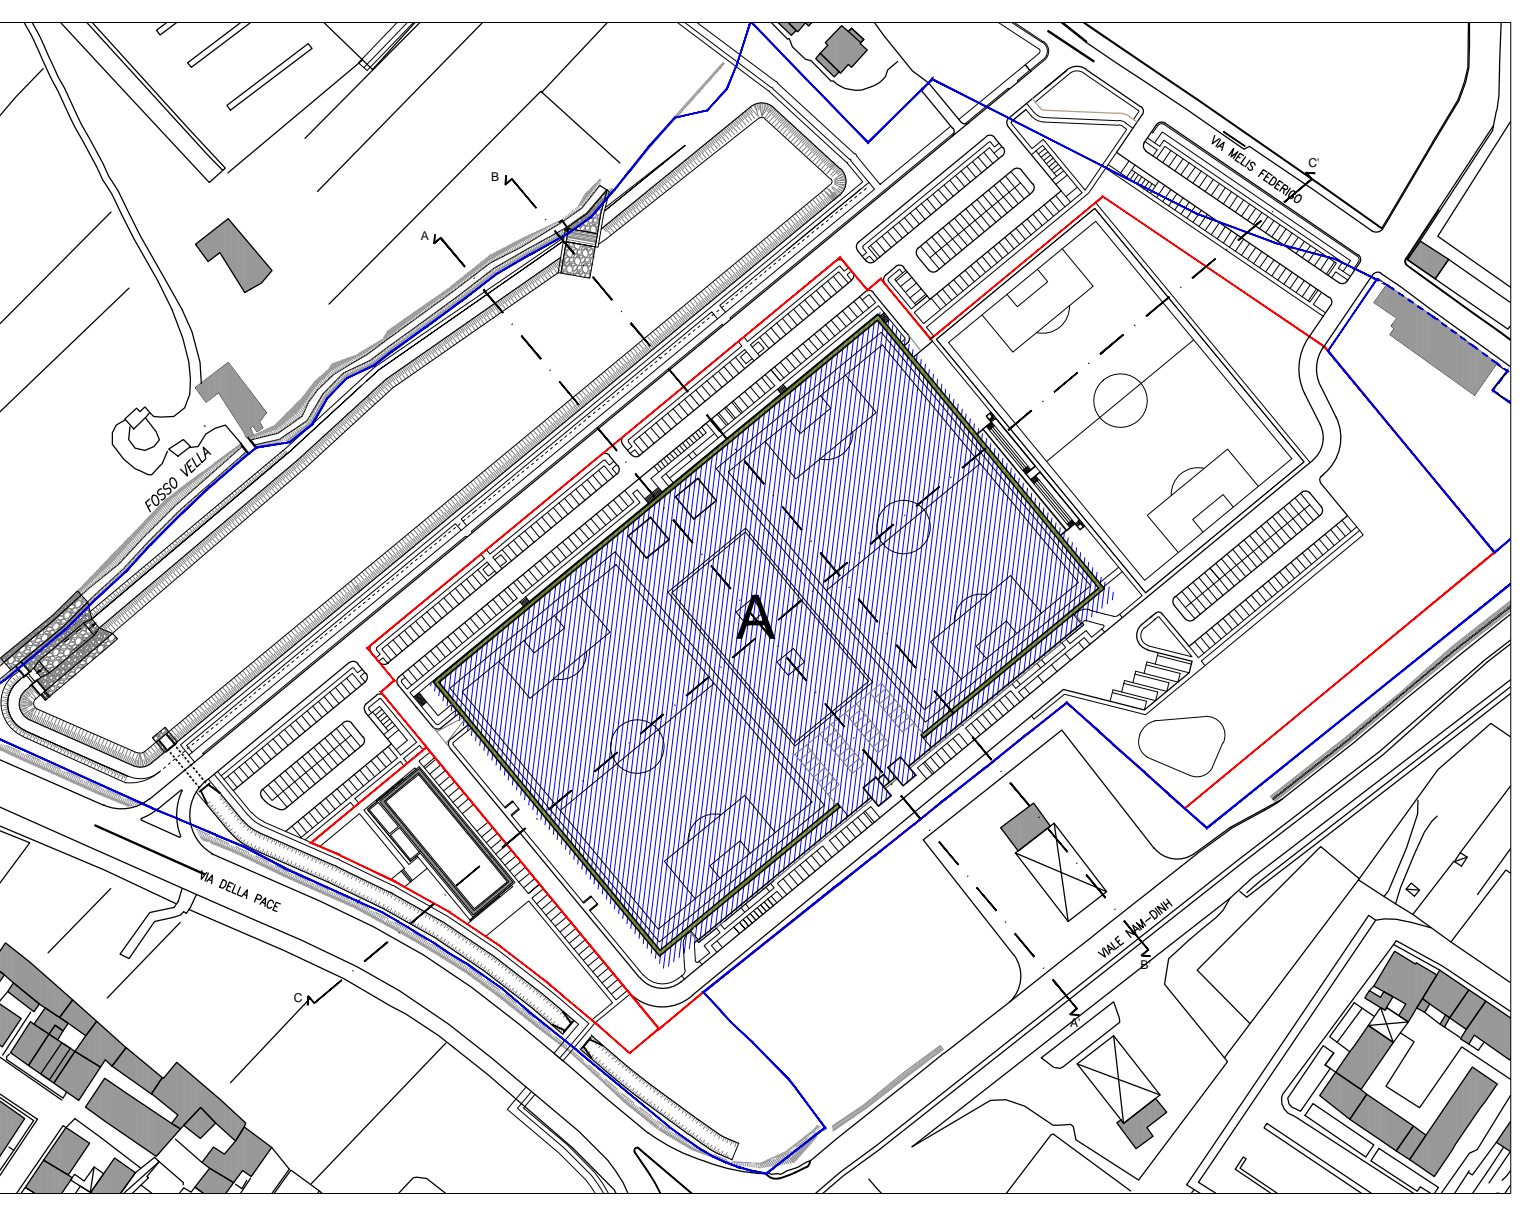 VIA MELIS FEDERICO
C'
B
A
FOSSO VELLA
A
VIA DELLA PACE
VIALE NAM-DINH
B'
C
A'